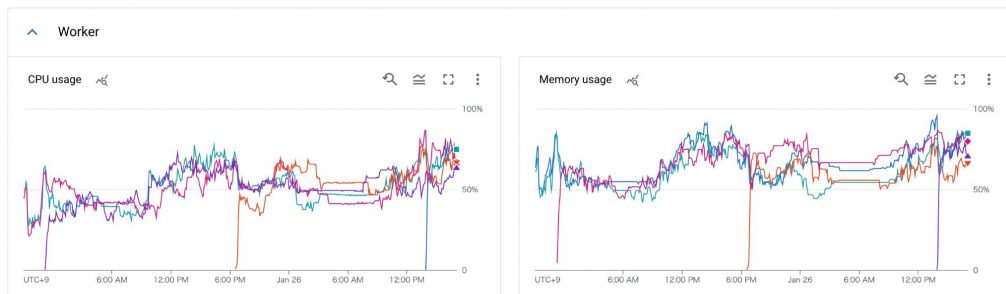 Worker
CPU usage
100%
50%
0
UTC+9 6:00 AM 12:00 PM 6:00 PM Jan 26 6:00 AM 12:00 PM
Memory usage
100%
50%
0
UTC+9 6:00 AM 12:00 PM 6:00 PM Jan 26 6:00 AM 12:00 PM